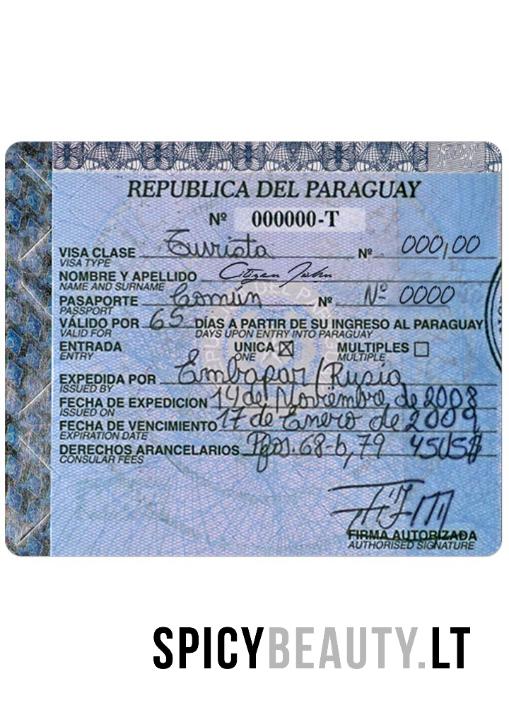 REPUBLICA DEL PARAGUAY
Nº 000000-T
VISA CLASE Turista Nº 000,00
VISA TYPE
NOMBRE Y APELLIDO Citizen John
NAME AND SURNAME
PASAPORTE Común Nº Nº 0000
PASSPORT
VÁLIDO POR 65 DÍAS A PARTIR DE SU INGRESO AL PARAGUAY
VALID FOR DAYS UPON ENTRY INTO PARAGUAY
ENTRADA UNICA ☒ MULTIPLES ☐
ENTRY ONE MULTIPLE
EXPEDIDA POR Embapar/Rusia
ISSUED BY
FECHA DE EXPEDICION 14 de Noviembre de 2008
ISSUED ON
FECHA DE VENCIMIENTO 17 de Enero de 2009
EXPIRATION DATE
DERECHOS ARANCELARIOS 68-b, 79 45US$
CONSULAR FEES
FIRMA AUTORIZADA
AUTHORISED SIGNATURE
SPICYBEAUTY.LT